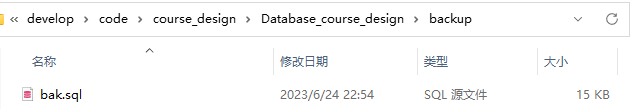 « develop > code > course_design > Database_course_design > backup
名称 修改日期 类型 大小
bak.sql 2023/6/24 22:54 SQL 源文件 15 KB